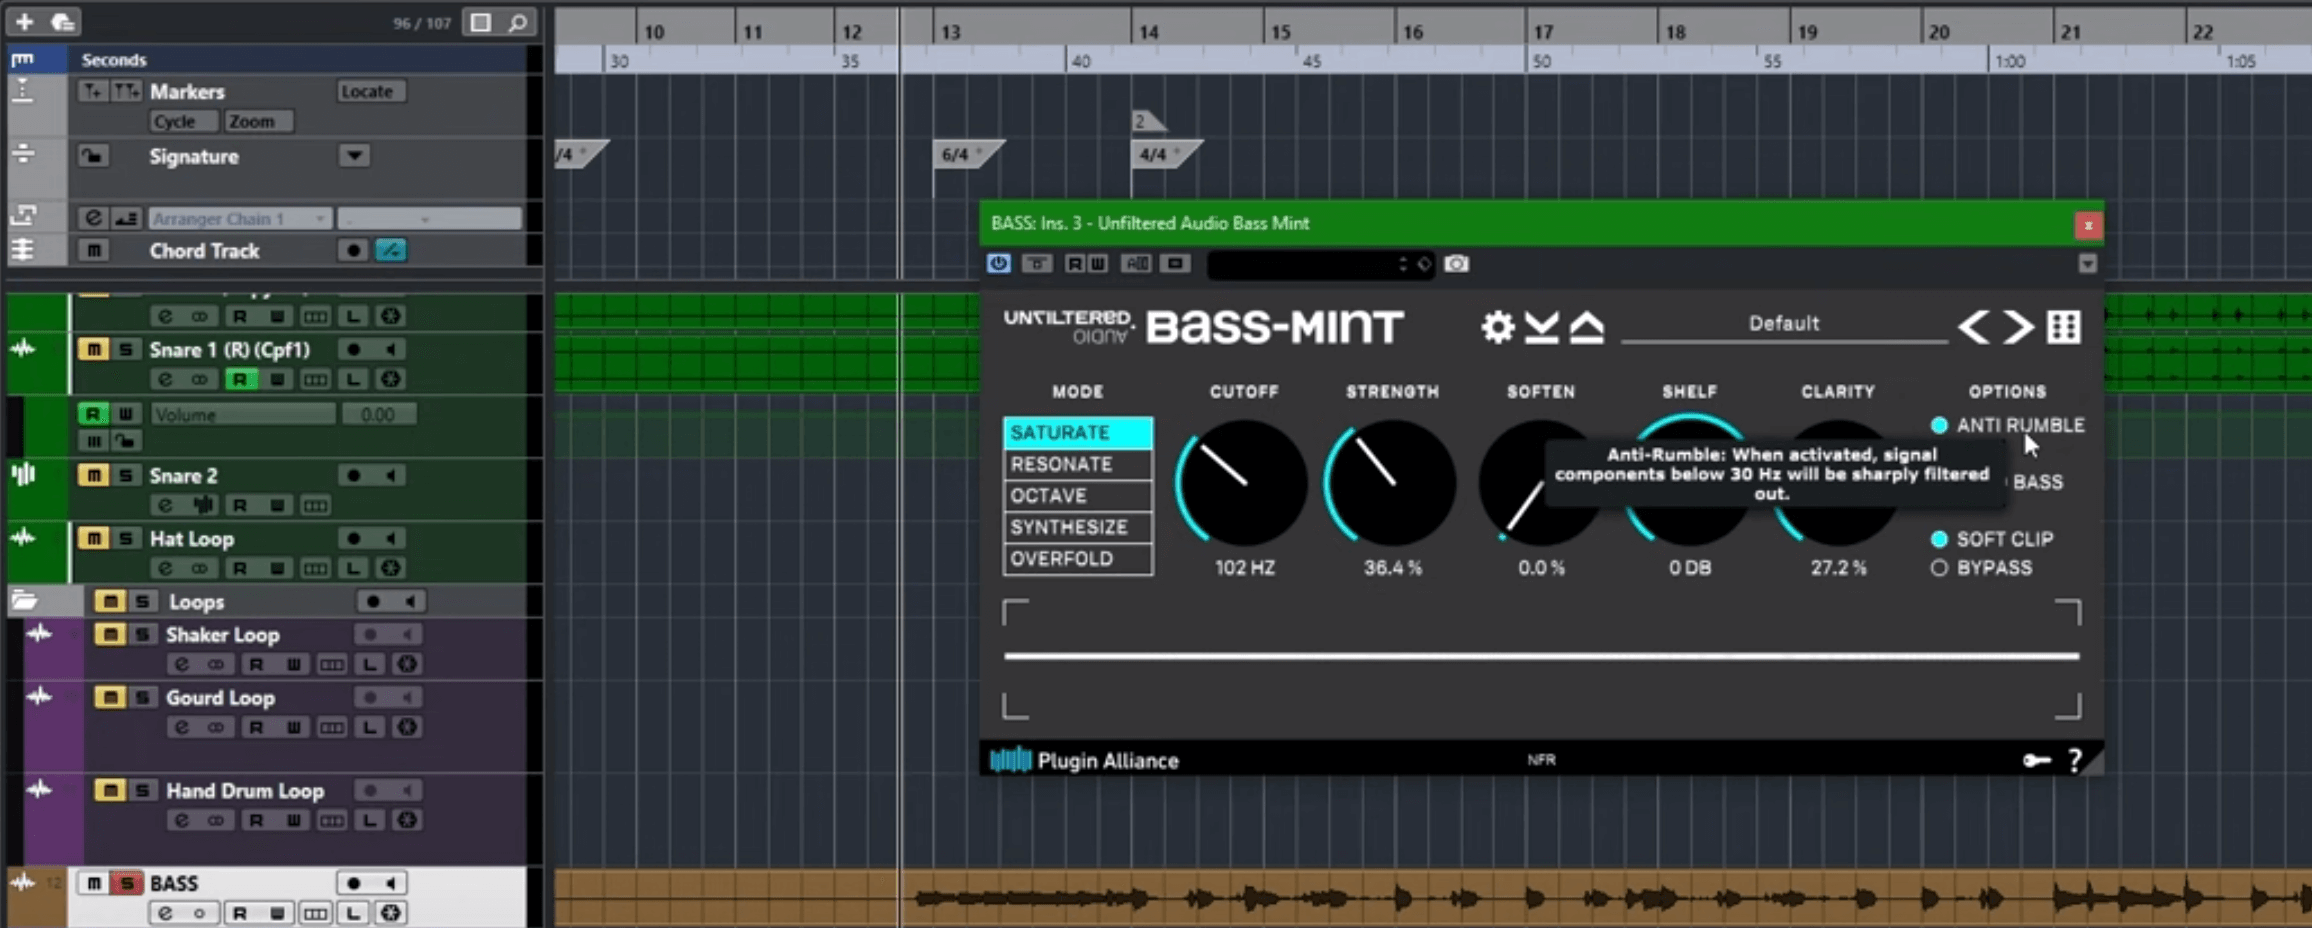 96 / 107
10 11 12 13 14 15 16 17 18 19 20 21 22
Seconds
30 35 40 45 50 55 1:00 1:05
Markers
Locate
Cycle Zoom
2
Signature
/4 6/4 4/4
Arranger Chain 1
m Chord Track
R L
m S Snare 1 (R) (Cpf1)
R L
R Volume 0.00
m S Snare 2
R
m S Hat Loop
R L
m S Loops
m S Shaker Loop
R L
m S Gourd Loop
R L
m S Hand Drum Loop
R L
12 m S BASS
R L
BASS: Ins. 3 - Unfiltered Audio Bass Mint
R W
UNFILTERED AUDIO BASS-MINT
Default
MODE CUTOFF STRENGTH SOFTEN SHELF CLARITY OPTIONS
SATURATE
RESONATE
OCTAVE
SYNTHESIZE
OVERFOLD
ANTI RUMBLE
Anti-Rumble: When activated, signal
components below 30 Hz will be sharply filtered
out.
BASS
SOFT CLIP
BYPASS
102 HZ 36.4 % 0.0 % 0 DB 27.2 %
Plugin Alliance
NFR
?